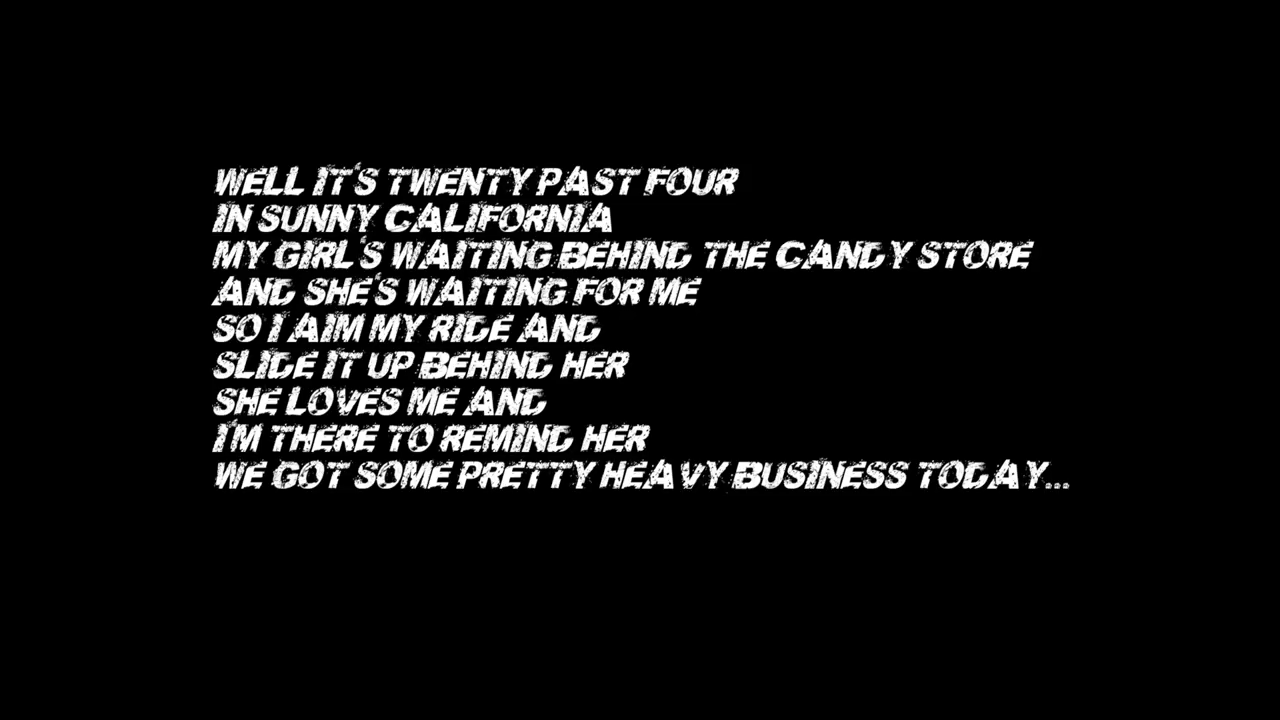 WELL IT'S TWENTY PAST FOUR
IN SUNNY CALIFORNIA
MY GIRL'S WAITING BEHIND THE CANDY STORE
AND SHE'S WAITING FOR ME
SO I AIM MY RIDE AND
SLIDE IT UP BEHIND HER
SHE LOVES ME AND
I'M THERE TO REMIND HER
WE GOT SOME PRETTY HEAVY BUSINESS TODAY...